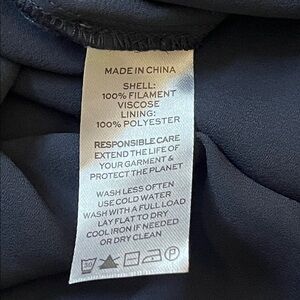 MADE IN CHINA
SHELL:
100% FILAMENT
VISCOSE
LINING:
100% POLYESTER
RESPONSIBLE CARE
EXTEND THE LIFE OF
YOUR GARMENT &
PROTECT THE PLANET
WASH LESS OFTEN
USE COLD WATER
WASH WITH A FULL LOAD
LAY FLAT TO DRY
COOL IRON IF NEEDED
OR DRY CLEAN
30 P